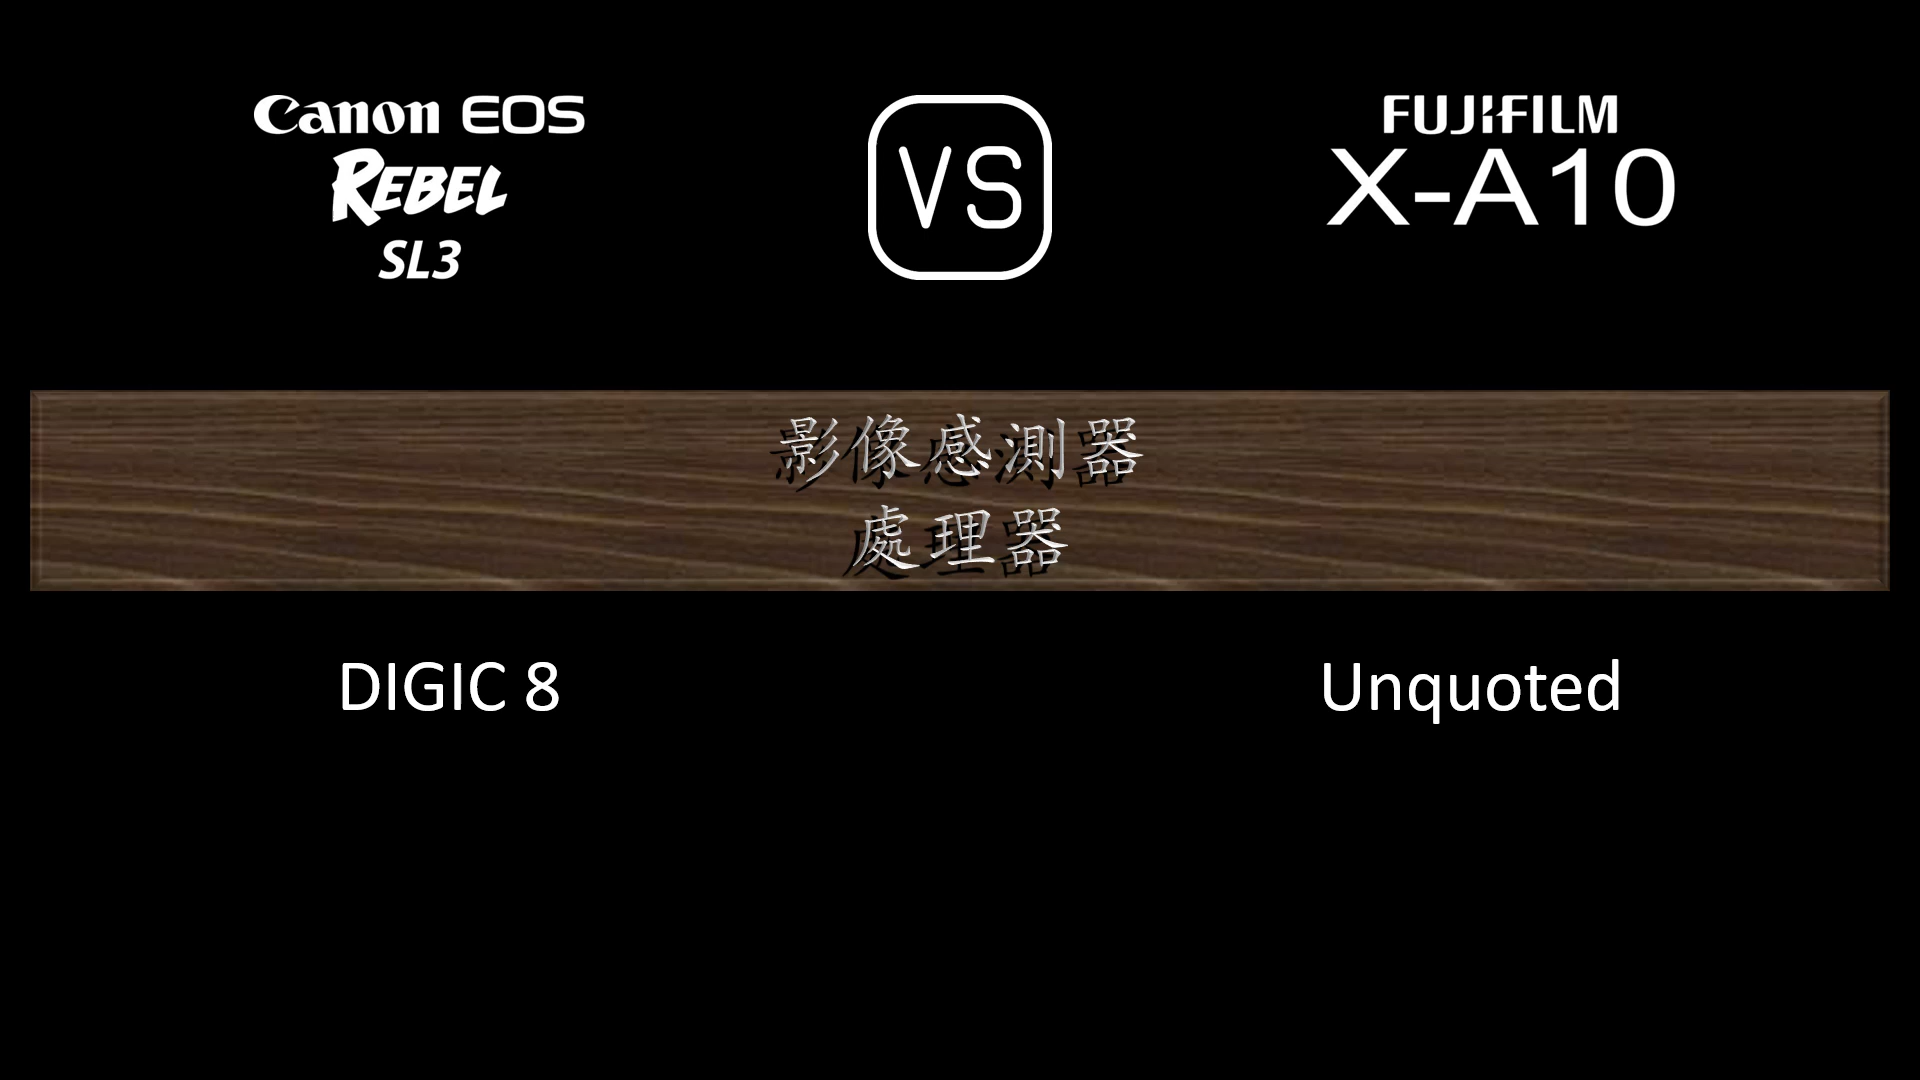 Canon EOS
REBEL
SL3
VS
FUJIFILM
X-A10
影像感測器
處理器
DIGIC 8
Unquoted